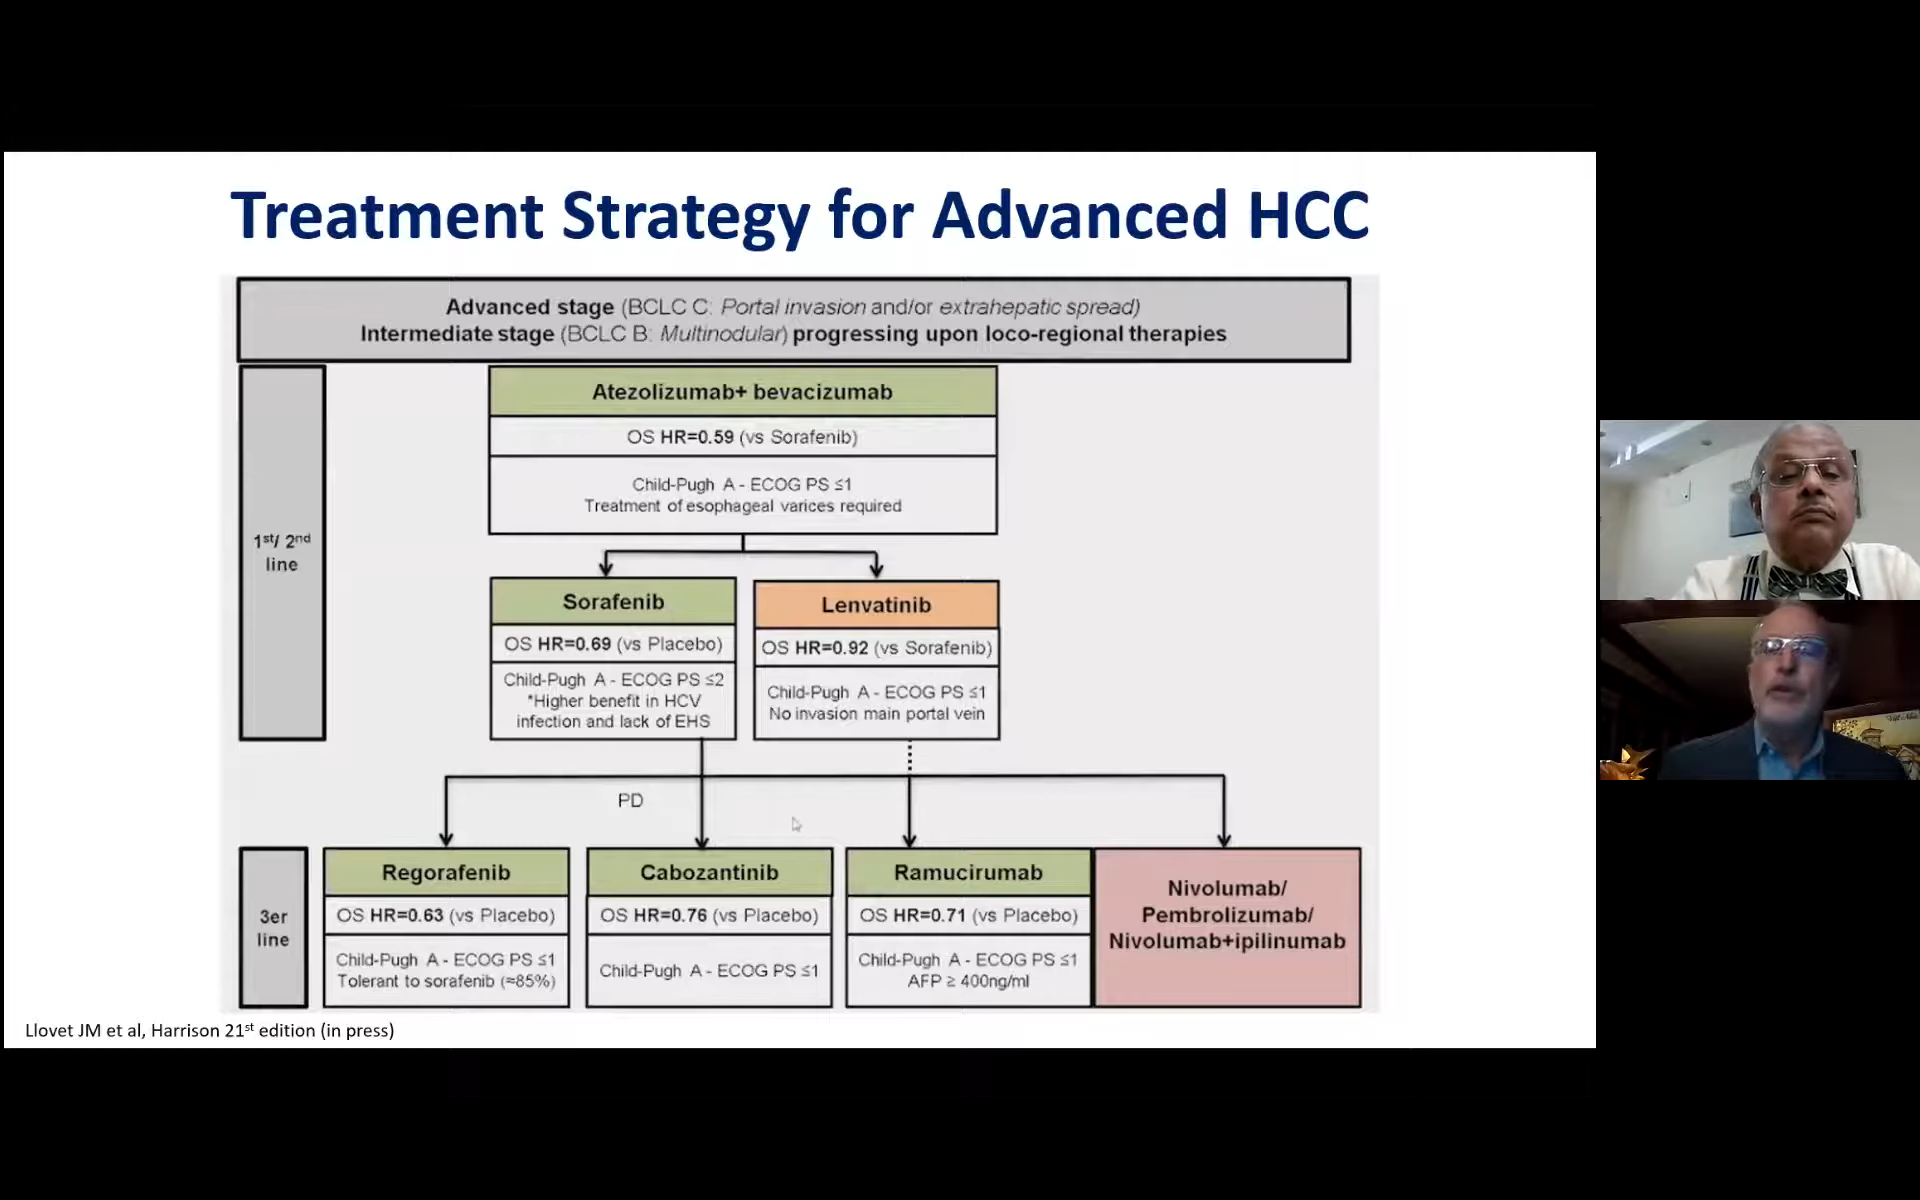 Treatment Strategy for Advanced HCC
Advanced stage (BCLC C: Portal invasion and/or extrahepatic spread)
Intermediate stage (BCLC B: Multinodular) progressing upon loco-regional therapies
1st/ 2nd
line
Atezolizumab+ bevacizumab
OS HR=0.59 (vs Sorafenib)
Child-Pugh A - ECOG PS ≤1
Treatment of esophageal varices required
Sorafenib
OS HR=0.69 (vs Placebo)
Child-Pugh A - ECOG PS ≤2
*Higher benefit in HCV
infection and lack of EHS
Lenvatinib
OS HR=0.92 (vs Sorafenib)
Child-Pugh A - ECOG PS ≤1
No invasion main portal vein
PD
3er
line
Regorafenib
OS HR=0.63 (vs Placebo)
Child-Pugh A - ECOG PS ≤1
Tolerant to sorafenib (≈85%)
Cabozantinib
OS HR=0.76 (vs Placebo)
Child-Pugh A - ECOG PS ≤1
Ramucirumab
OS HR=0.71 (vs Placebo)
Child-Pugh A - ECOG PS ≤1
AFP ≥ 400ng/ml
Nivolumab/
Pembrolizumab/
Nivolumab+ipilinumab
Llovet JM et al, Harrison 21st edition (in press)